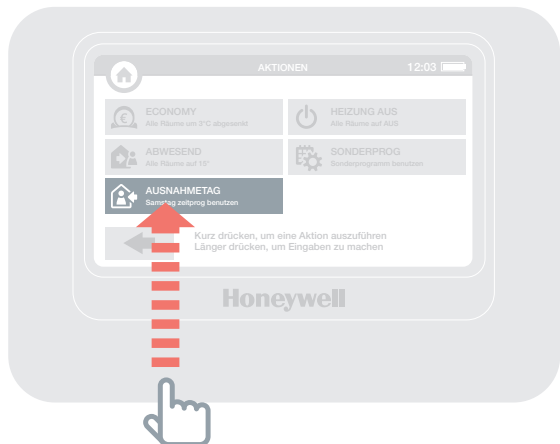 AKTIONEN 12:03
ECONOMY
Alle Räume um 3°C abgesenkt
HEIZUNG AUS
Alle Räume auf AUS
ABWESEND
Alle Räume auf 15°
SONDERPROG
Sonderprogramm benutzen
AUSNAHMETAG
Samstag zeitprog benutzen
Kurz drücken, um eine Aktion auszuführen
Länger drücken, um Eingaben zu machen
Honeywell